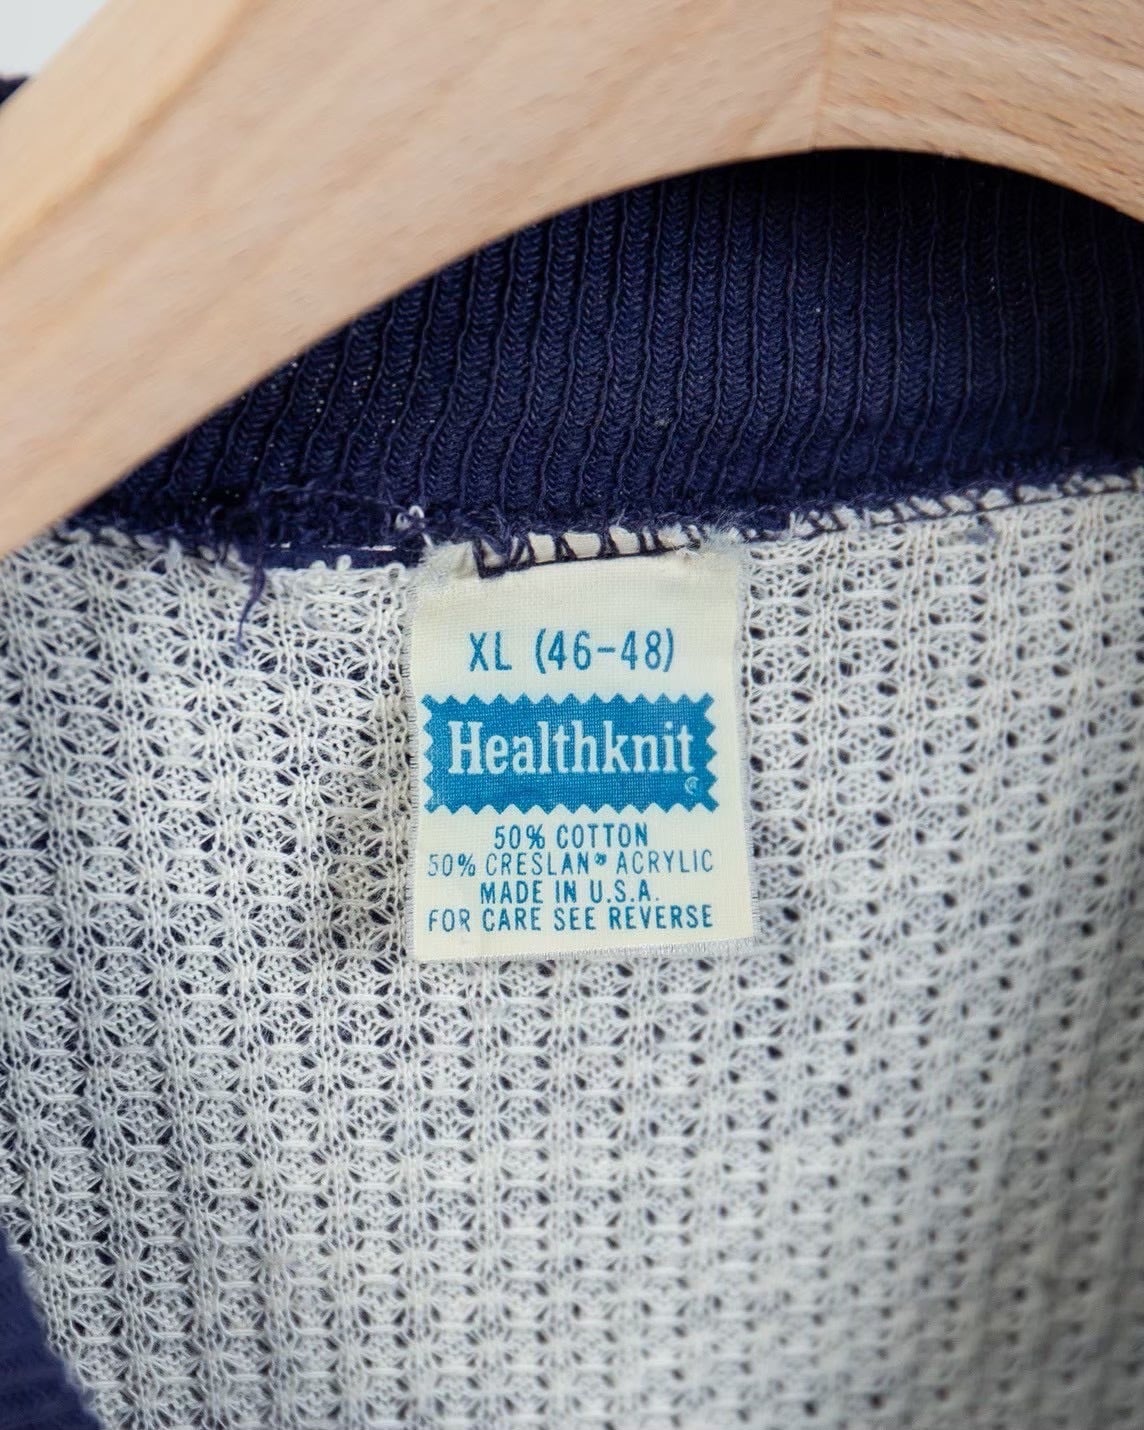 XL (46-48)
Healthknit
50% COTTON
50% CRESLAN® ACRYLIC
MADE IN U.S.A.
FOR CARE SEE REVERSE